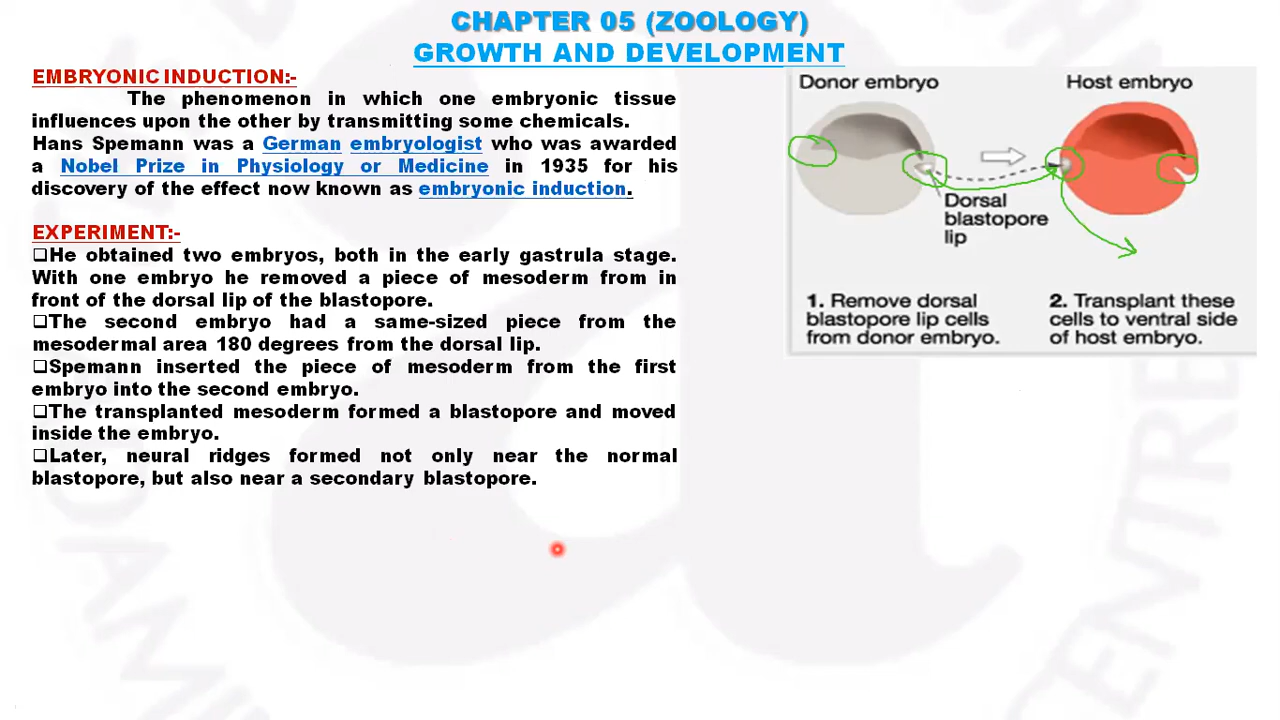 CHAPTER 05 (ZOOLOGY)
GROWTH AND DEVELOPMENT
EMBRYONIC INDUCTION:-
The phenomenon in which one embryonic tissue
influences upon the other by transmitting some chemicals.
Hans Spemann was a German embryologist who was awarded
a Nobel Prize in Physiology or Medicine in 1935 for his
discovery of the effect now known as embryonic induction.
EXPERIMENT:-
❑He obtained two embryos, both in the early gastrula stage.
With one embryo he removed a piece of mesoderm from in
front of the dorsal lip of the blastopore.
❑The second embryo had a same-sized piece from the
mesodermal area 180 degrees from the dorsal lip.
❑Spemann inserted the piece of mesoderm from the first
embryo into the second embryo.
❑The transplanted mesoderm formed a blastopore and moved
inside the embryo.
❑Later, neural ridges formed not only near the normal
blastopore, but also near a secondary blastopore.
Donor embryo
Host embryo
Dorsal
blastopore
lip
1. Remove dorsal
blastopore lip cells
from donor embryo.
2. Transplant these
cells to ventral side
of host embryo.